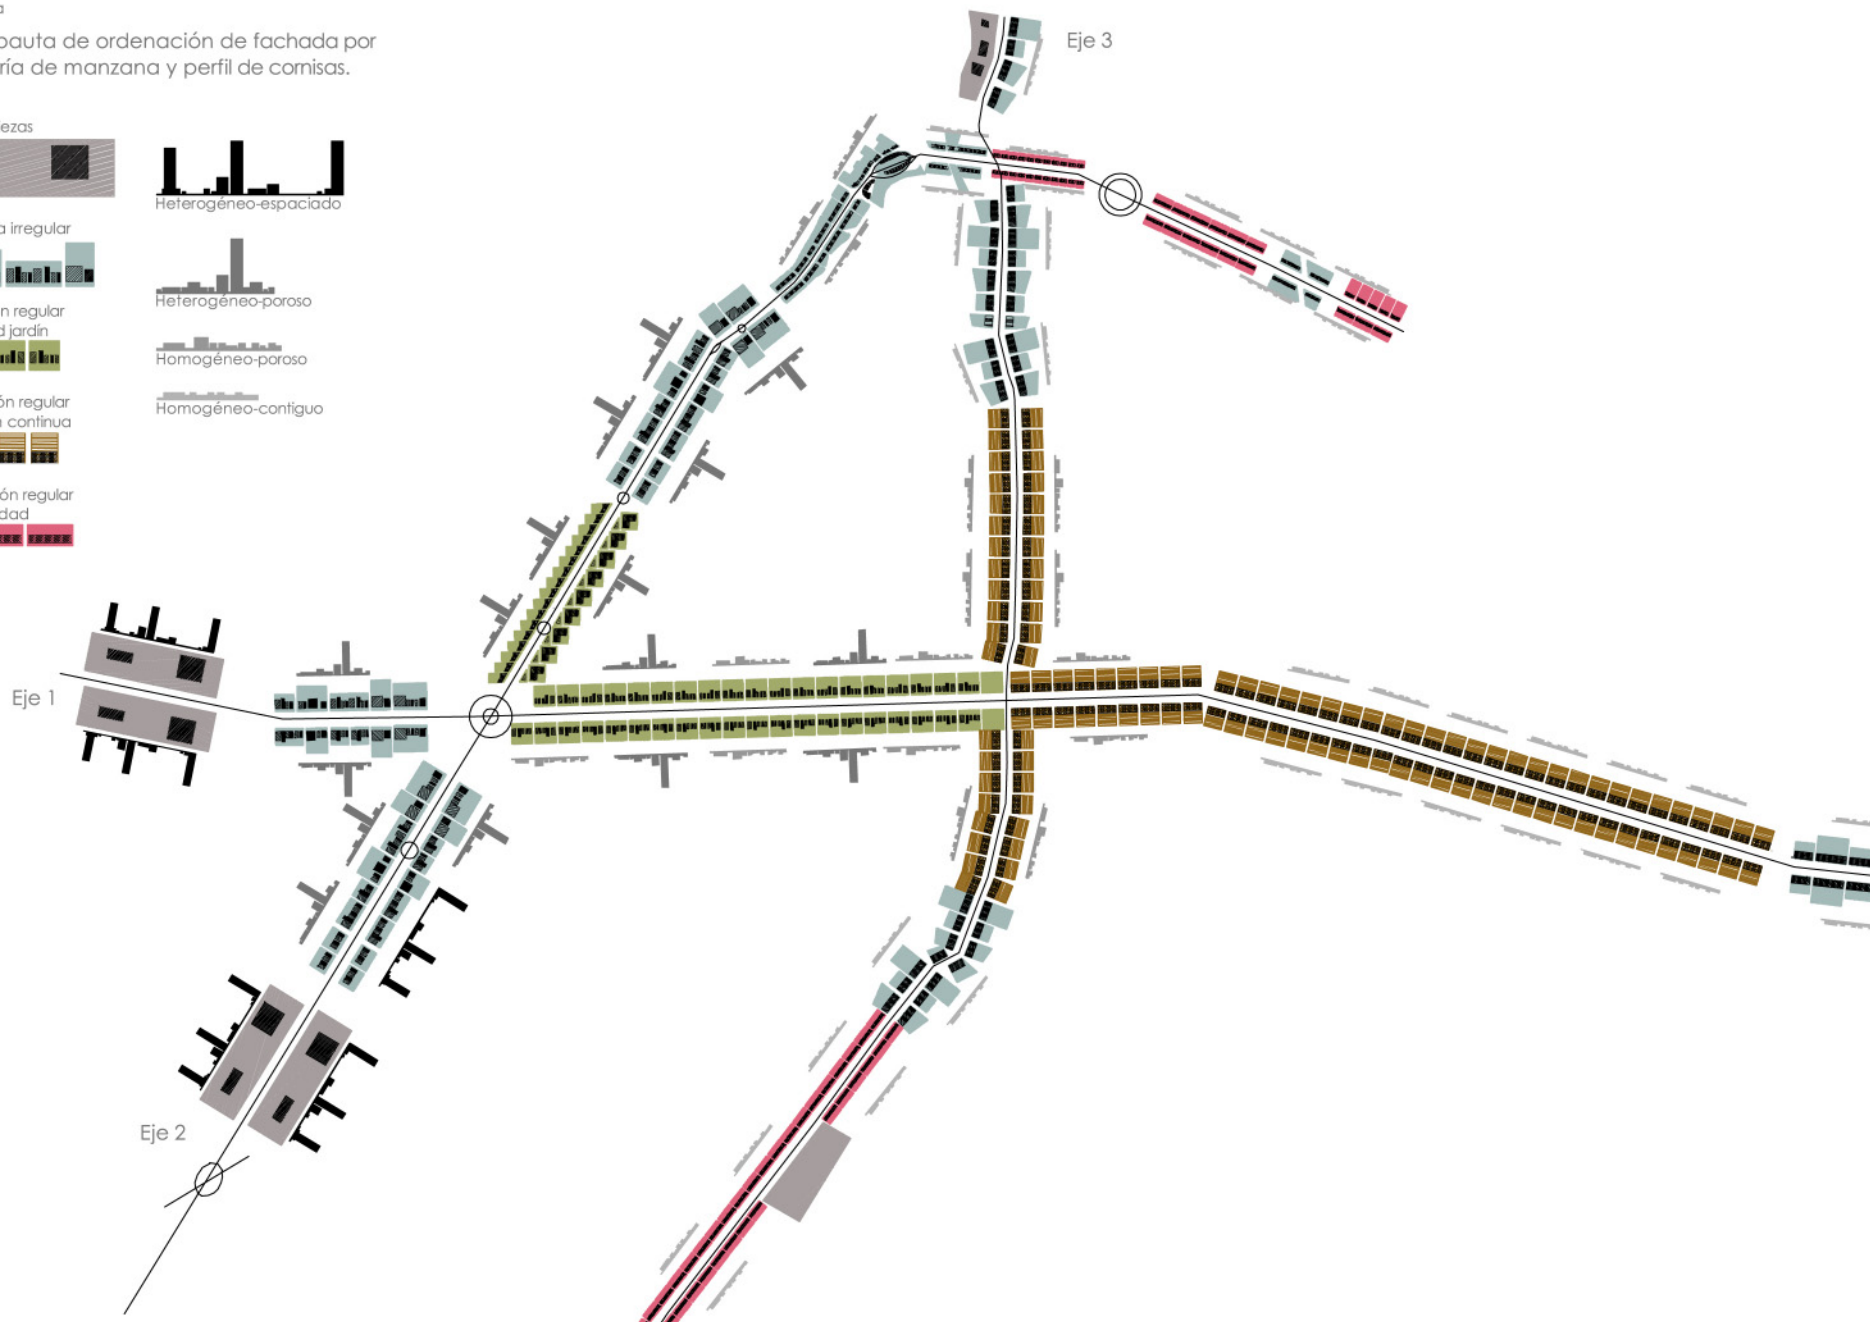 a
pauta de ordenación de fachada por
ría de manzana y perfil de cornisas.
ezas
Heterogéneo-espaciado
a irregular
Heterogéneo-poroso
n regular
d jardín
Homogéneo-poroso
ón regular
n continua
Homogéneo-contiguo
ón regular
dad
Eje 3
Eje 1
Eje 2